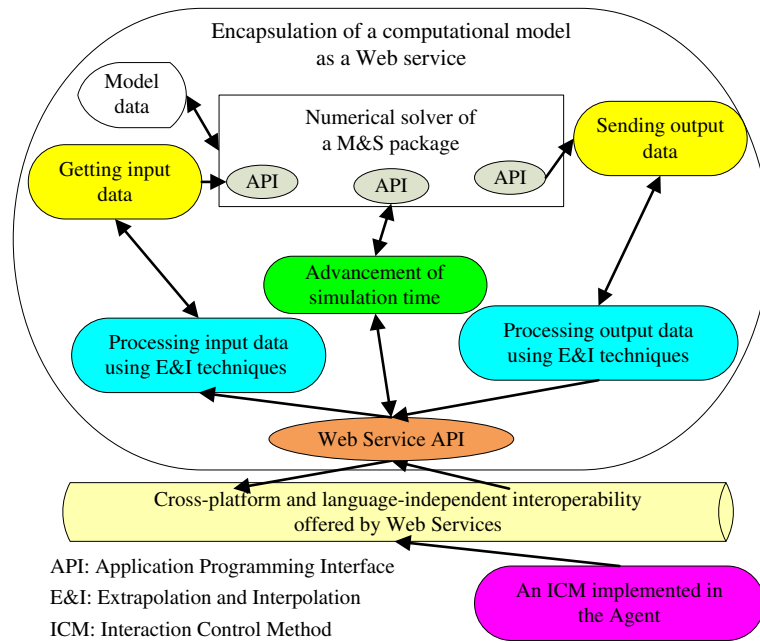 Encapsulation of a computational model
as a Web service
Model
data
Numerical solver of
a M&S package
Sending output
data
Getting input
data
API
API
API
Advancement of
simulation time
Processing input data
using E&I techniques
Processing output data
using E&I techniques
Web Service API
Cross-platform and language-independent interoperability
offered by Web Services
API: Application Programming Interface
E&I: Extrapolation and Interpolation
ICM: Interaction Control Method
An ICM implemented in
the Agent